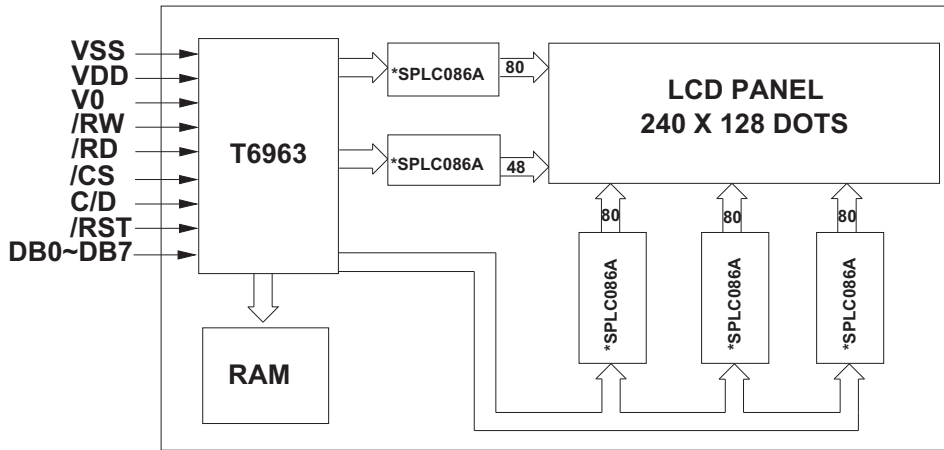 VSS
VDD
V0
/RW
/RD
/CS
C/D
/RST
DB0~DB7
T6963
RAM
*SPLC086A
80
*SPLC086A
48
LCD PANEL
240 X 128 DOTS
80
80
80
*SPLC086A
*SPLC086A
*SPLC086A